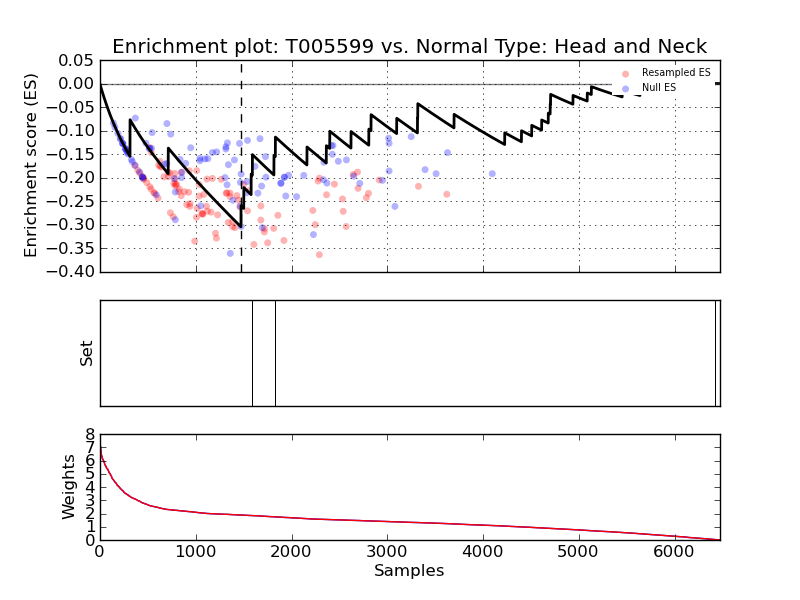 Enrichment plot: T005599 vs. Normal Type: Head and Neck
Enrichment score (ES)
0.05
0.00
−0.05
−0.10
−0.15
−0.20
−0.25
−0.30
−0.35
−0.40
Resampled ES
Null ES
Set
Weights
8
7
6
5
4
3
2
1
0
0 1000 2000 3000 4000 5000 6000
Samples